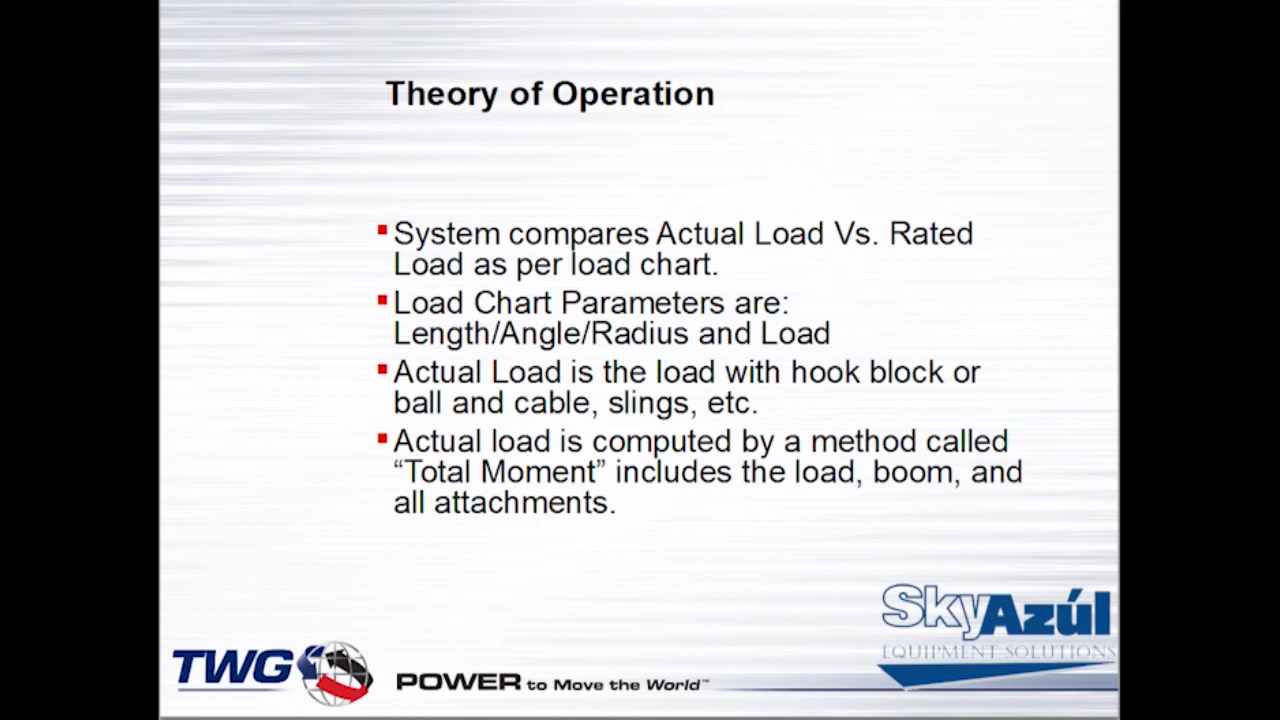 Theory of Operation
System compares Actual Load Vs. Rated
Load as per load chart.
Load Chart Parameters are:
Length/Angle/Radius and Load
Actual Load is the load with hook block or
ball and cable, slings, etc.
Actual load is computed by a method called
“Total Moment” includes the load, boom, and
all attachments.
SkyAzúl
EQUIPMENT SOLUTIONS
TWG
POWER to Move the World™